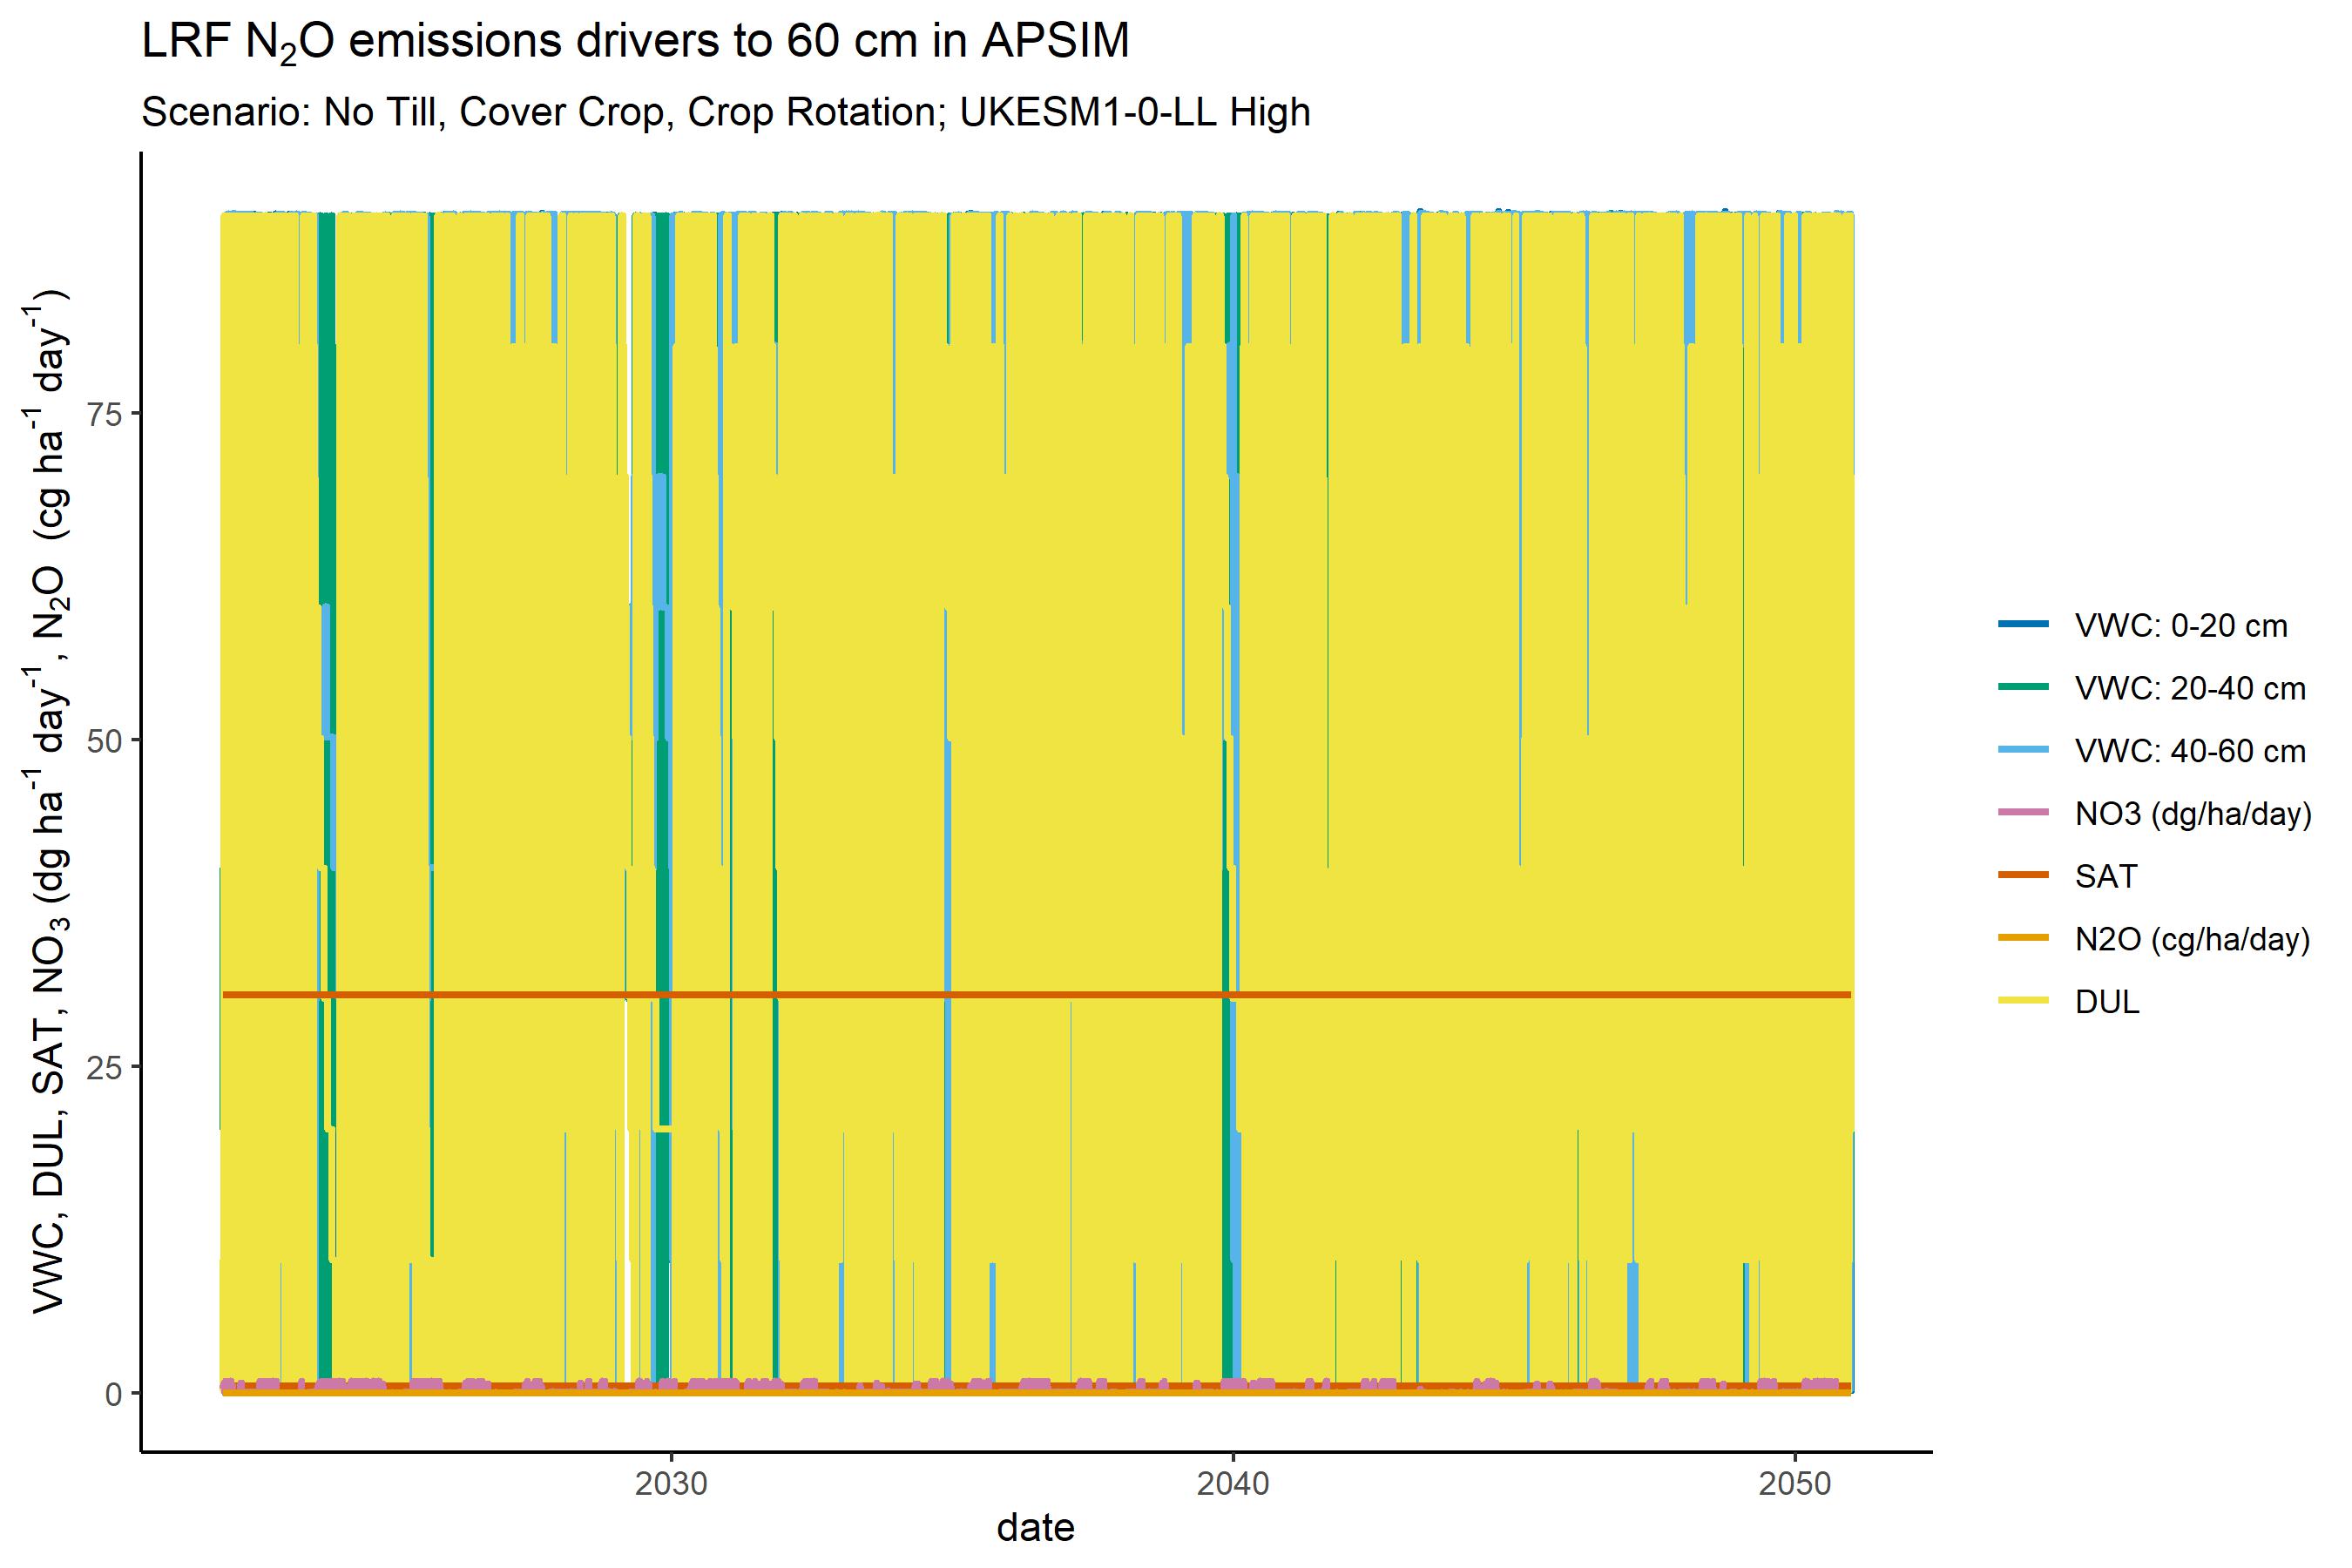 LRF N₂O emissions drivers to 60 cm in APSIM
Scenario: No Till, Cover Crop, Crop Rotation; UKESM1-0-LL High
VWC, DUL, SAT, NO₃ (dg ha⁻¹ day⁻¹, N₂O (cg ha⁻¹ day⁻¹)
75
50
25
0
2030
2040
2050
date
VWC: 0-20 cm
VWC: 20-40 cm
VWC: 40-60 cm
NO3 (dg/ha/day)
SAT
N2O (cg/ha/day)
DUL